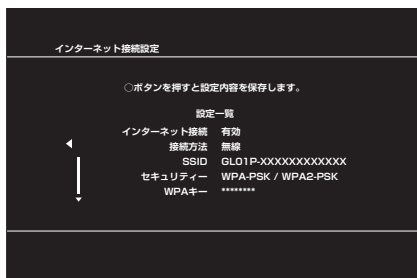 インターネット接続設定
○ボタンを押すと設定内容を保存します。
設定一覧
インターネット接続 有効
接続方法 無線
SSID GL01P-XXXXXXXXXXXX
セキュリティー WPA-PSK / WPA2-PSK
WPAキー ********